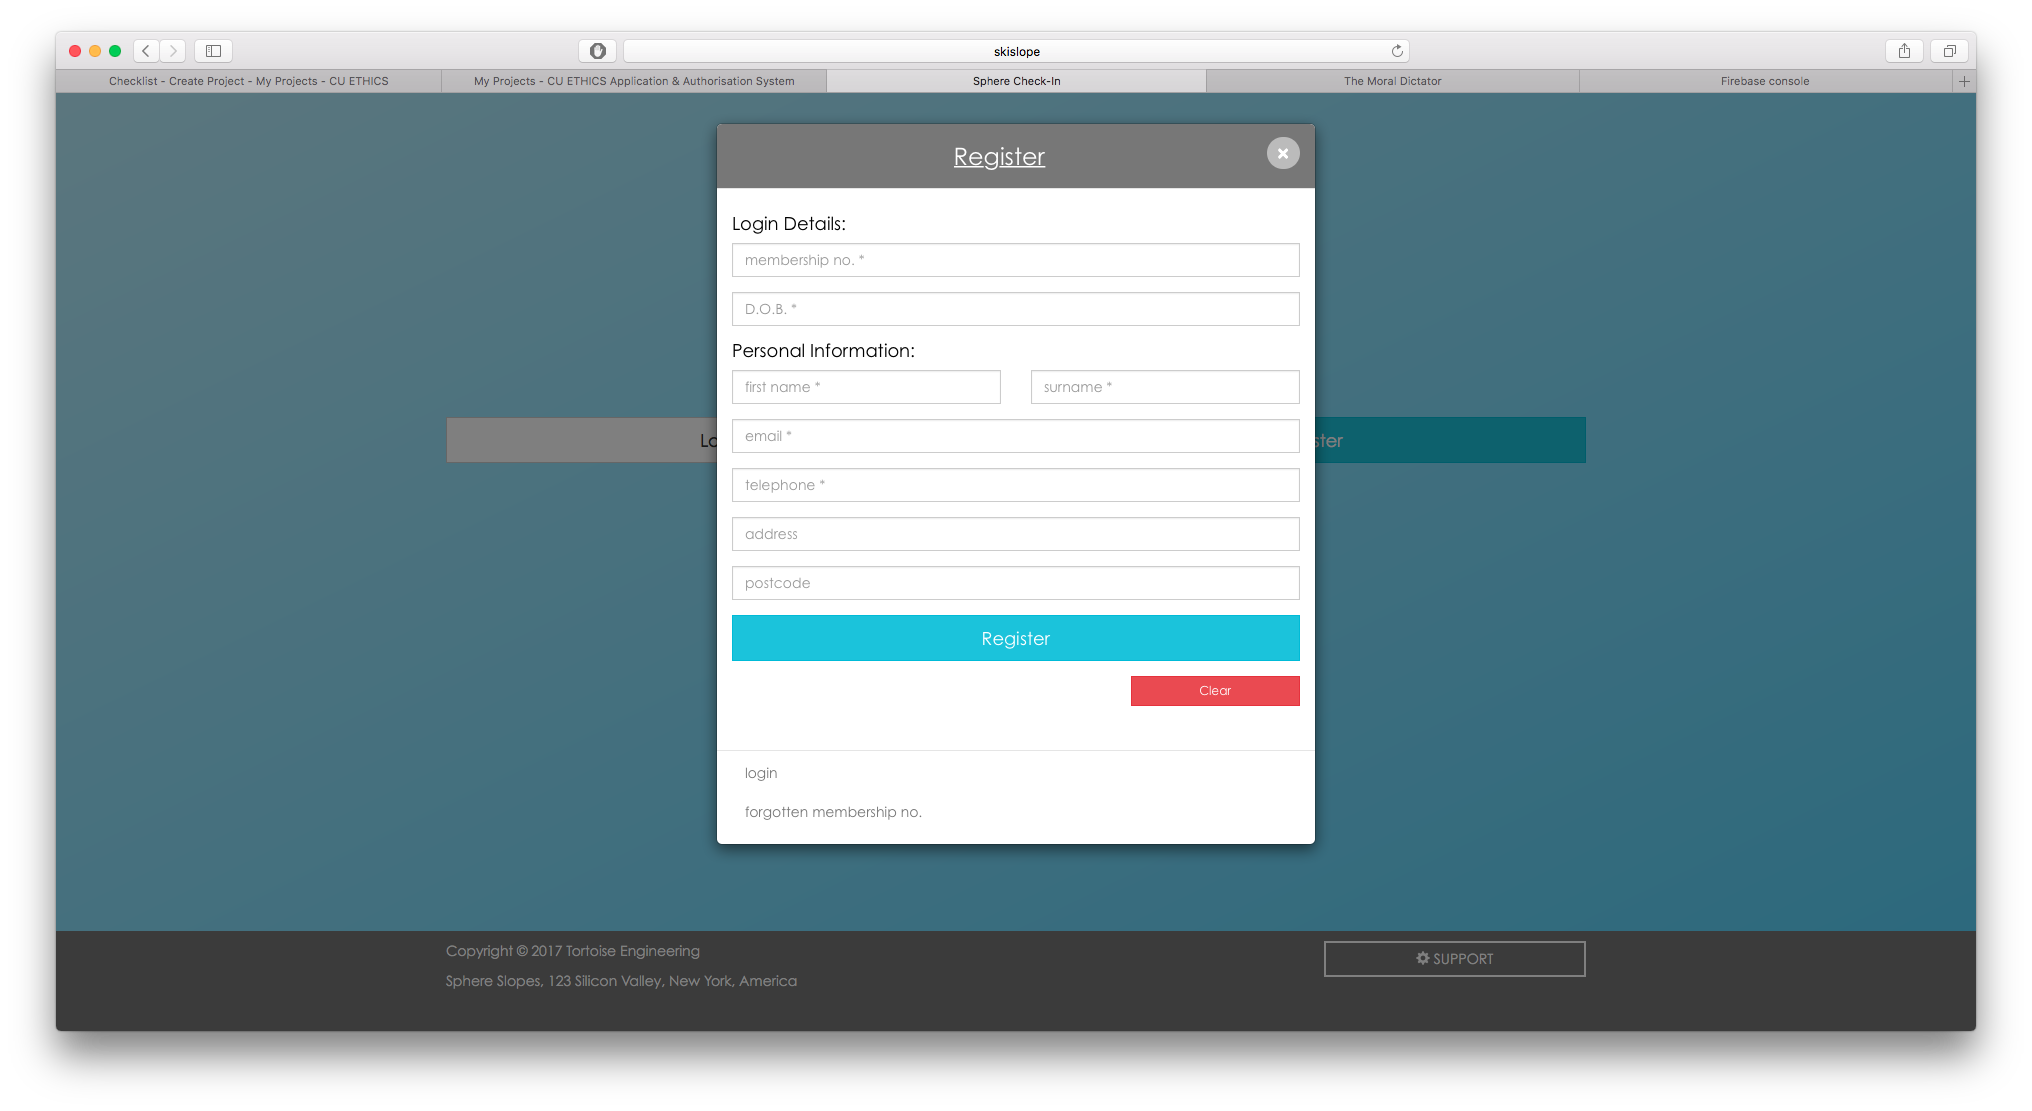 skislope
Checklist - Create Project - My Projects - CU ETHICS
My Projects - CU ETHICS Application & Authorisation System
Sphere Check-In
The Moral Dictator
Firebase console
Register
Login Details:
membership no. *
D.O.B. *
Personal Information:
first name * surname *
Lo
email *
ster
telephone *
address
postcode
Register
Clear
login
forgotten membership no.
Copyright © 2017 Tortoise Engineering
SUPPORT
Sphere Slopes, 123 Silicon Valley, New York, America